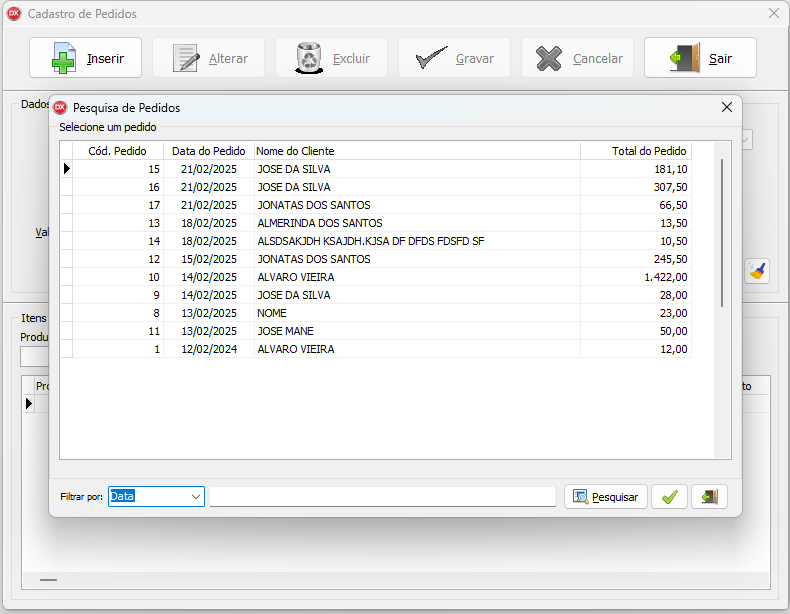 DX Cadastro de Pedidos
Inserir Alterar Excluir Gravar Cancelar Sair
Dados
DX Pesquisa de Pedidos
Selecione um pedido
Cód. Pedido Data do Pedido Nome do Cliente Total do Pedido
15 21/02/2025 JOSE DA SILVA 181,10
16 21/02/2025 JOSE DA SILVA 307,50
17 21/02/2025 JONATAS DOS SANTOS 66,50
13 18/02/2025 ALMERINDA DOS SANTOS 13,50
Val
14 18/02/2025 ALSDSAKJDH KSAJDH.KJSA DF DFDS FDSFD SF 10,50
12 15/02/2025 JONATAS DOS SANTOS 245,50
10 14/02/2025 ALVARO VIEIRA 1.422,00
9 14/02/2025 JOSE DA SILVA 28,00
8 13/02/2025 NOME 23,00
Itens
11 13/02/2025 JOSE MANE 50,00
Produ
1 12/02/2024 ALVARO VIEIRA 12,00
Pro
to
Filtrar por: Data Pesquisar